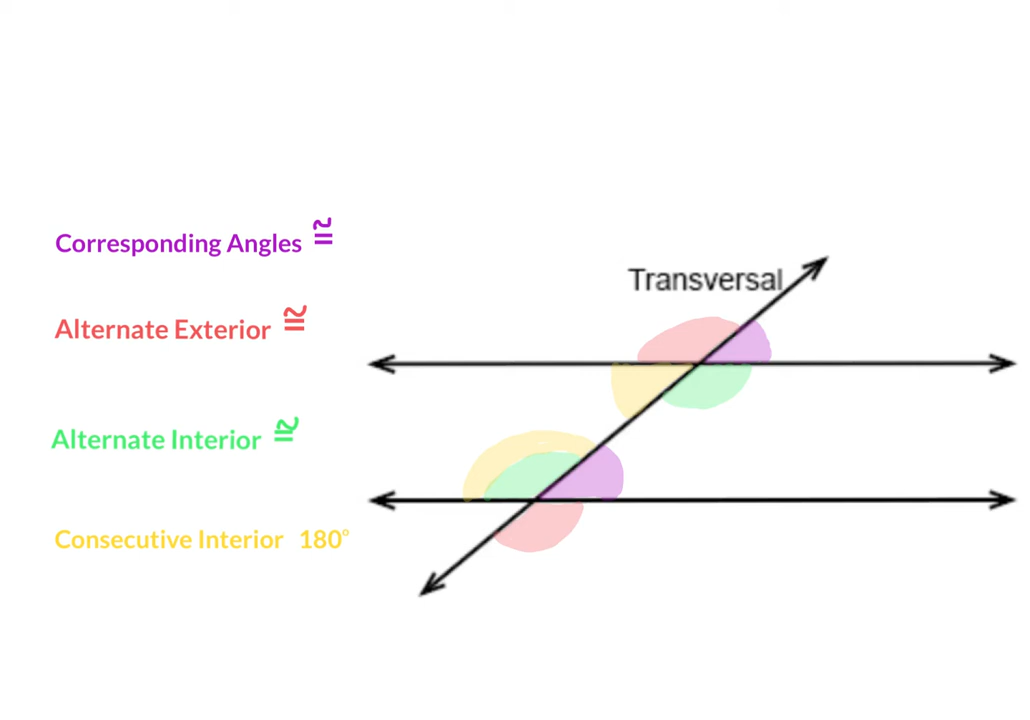 Corresponding Angles ≅
Transversal
Alternate Exterior ≅
Alternate Interior ≅
Consecutive Interior 180°